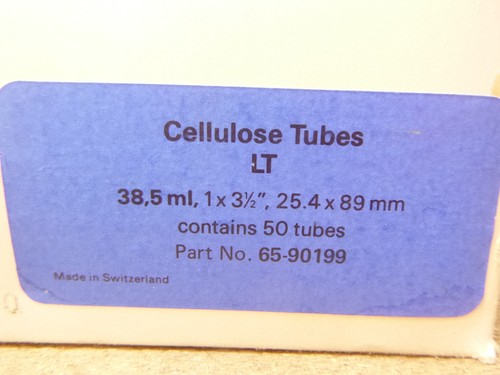 Cellulose Tubes
LT
38,5 ml, 1 x 3½", 25.4 x 89 mm
contains 50 tubes
Part No. 65-90199
Made in Switzerland